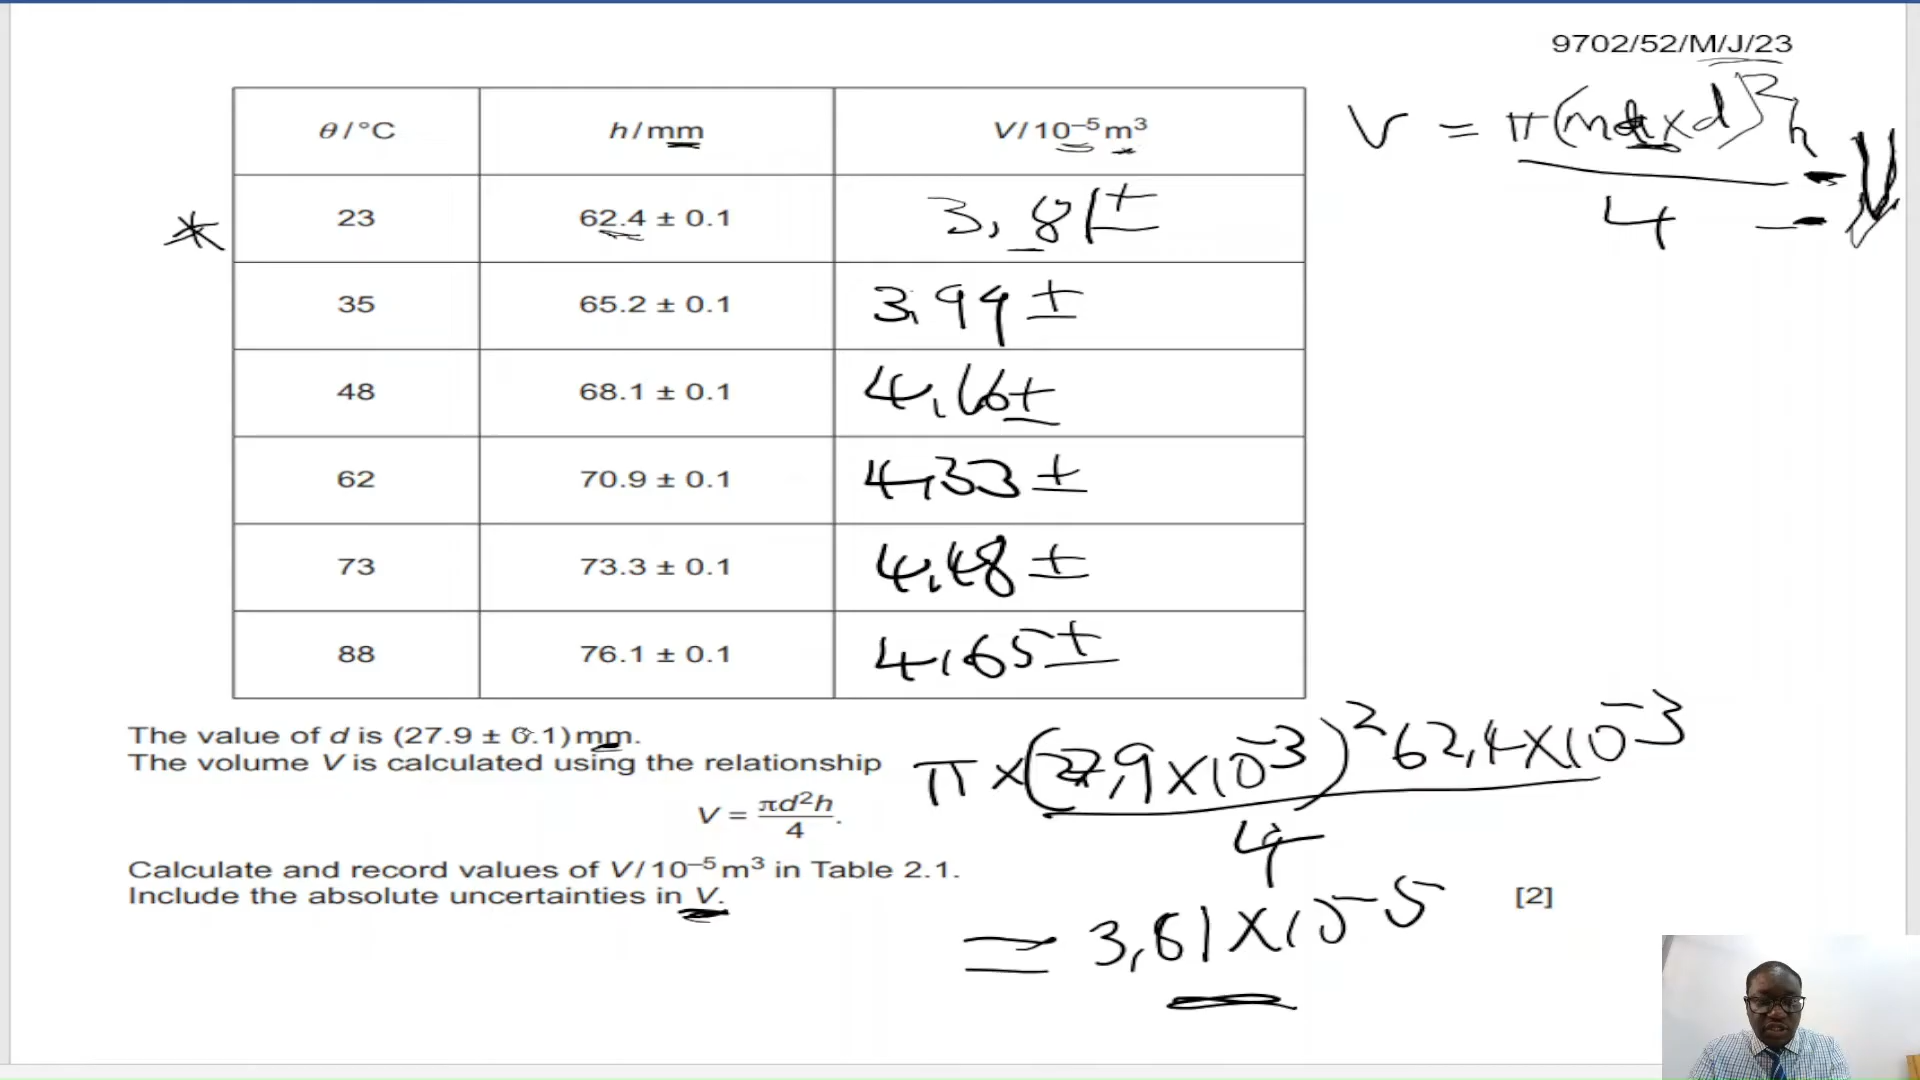 9702/52/M/J/23
θ/°C h/mm V/10⁻⁵ m³
23 62.4 ± 0.1 3,81 ±
35 65.2 ± 0.1 3,99 ±
48 68.1 ± 0.1 4,16 ±
62 70.9 ± 0.1 4,33 ±
73 73.3 ± 0.1 4,48 ±
88 76.1 ± 0.1 4,65 ±
V = π(max d)²h
4
- V
The value of d is (27.9 ± 0.1) mm.
The volume V is calculated using the relationship
V = πd²h
4 .
Calculate and record values of V/10⁻⁵ m³ in Table 2.1.
Include the absolute uncertainties in V.
[2]
π × (27,9 × 10⁻³)² 62,4 × 10⁻³
4
= 3,81 × 10⁻⁵